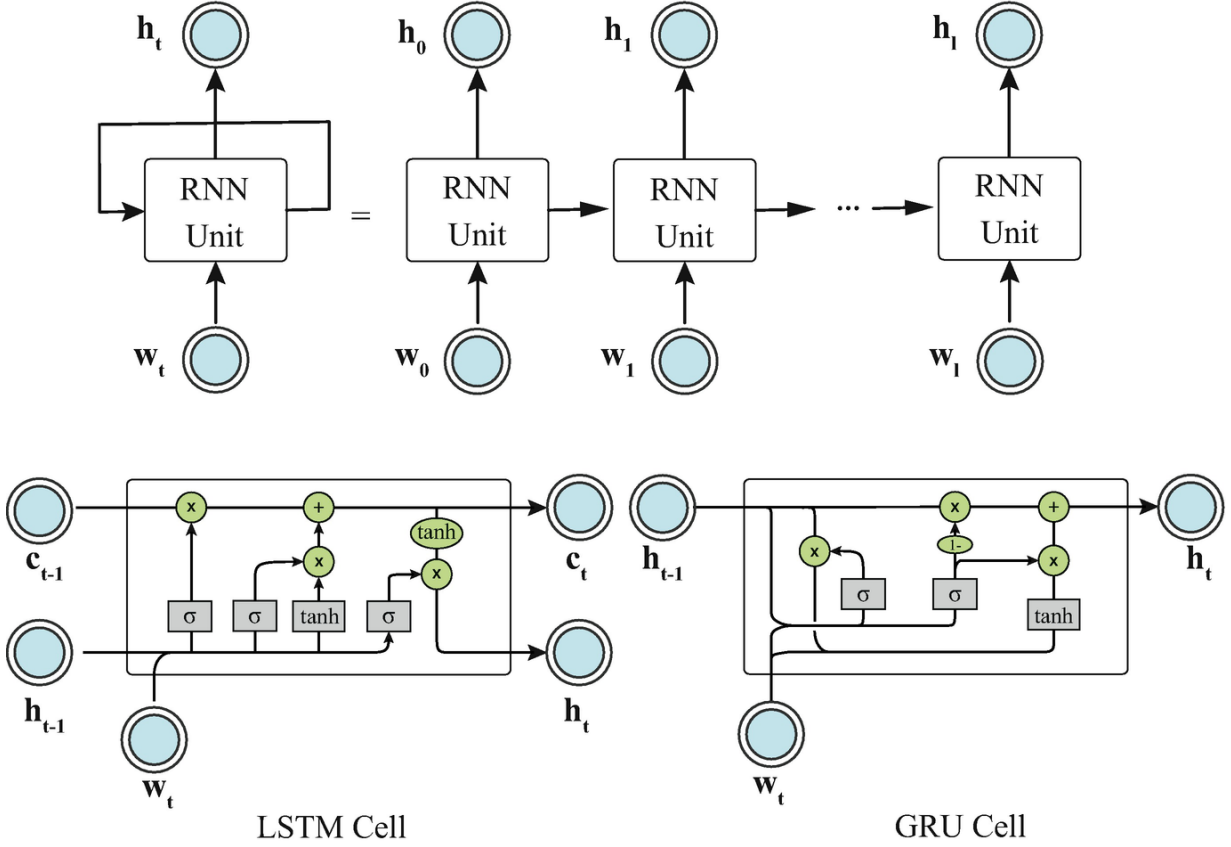 h_t h_0 h_1 h_l
RNN RNN RNN RNN
Unit = Unit Unit ... Unit
w_t w_0 w_1 w_l
x + tanh x +
c_t-1 x x c_t h_t-1 x 1- x h_t
σ σ tanh σ σ σ tanh
h_t-1 h_t
w_t w_t
LSTM Cell GRU Cell